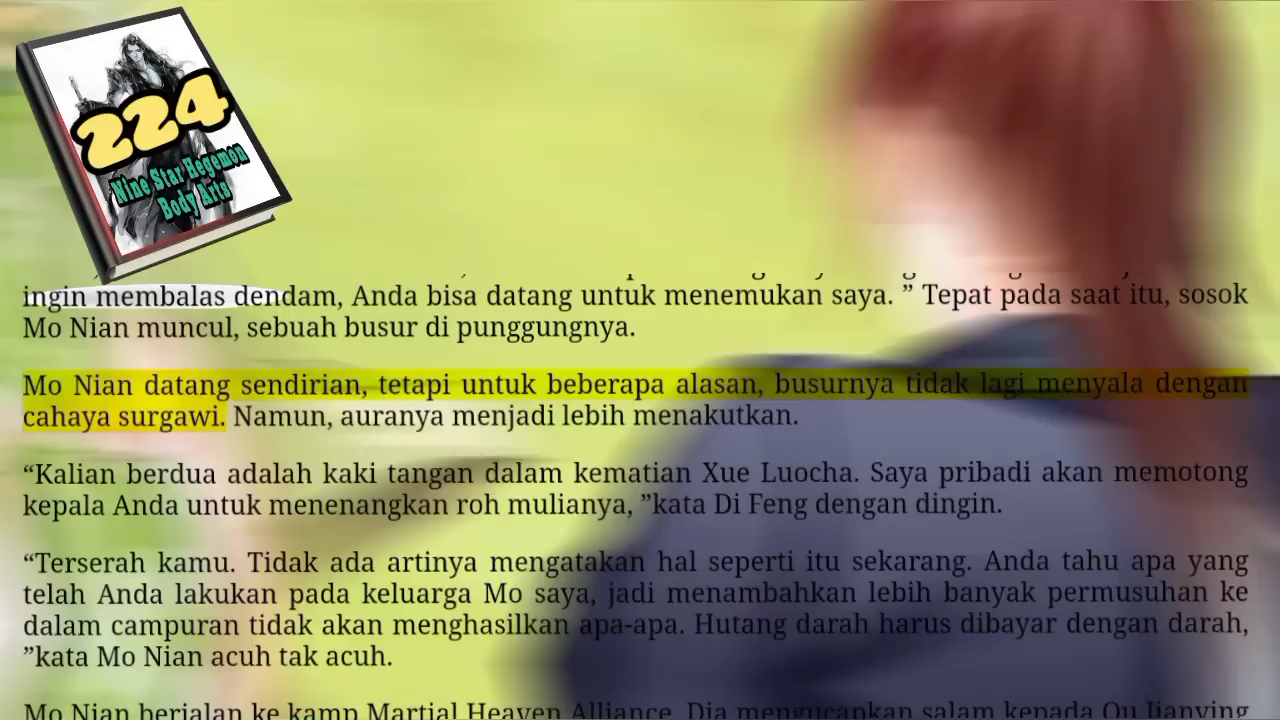 224
Nine Star Hegemon
Body Arts
ingin membalas dendam, Anda bisa datang untuk menemukan saya. ” Tepat pada saat itu, sosok
Mo Nian muncul, sebuah busur di punggungnya.
Mo Nian datang sendirian, tetapi untuk beberapa alasan, busurnya tidak lagi menyala dengan
cahaya surgawi. Namun, auranya menjadi lebih menakutkan.
“Kalian berdua adalah kaki tangan dalam kematian Xue Luocha. Saya pribadi akan memotong
kepala Anda untuk menenangkan roh mulianya, ”kata Di Feng dengan dingin.
“Terserah kamu. Tidak ada artinya mengatakan hal seperti itu sekarang. Anda tahu apa yang
telah Anda lakukan pada keluarga Mo saya, jadi menambahkan lebih banyak permusuhan ke
dalam campuran tidak akan menghasilkan apa-apa. Hutang darah harus dibayar dengan darah,
”kata Mo Nian acuh tak acuh.
Mo Nian berjalan ke kamp Martial Heaven Alliance. Dia mengucapkan salam kepada Qu Jianying